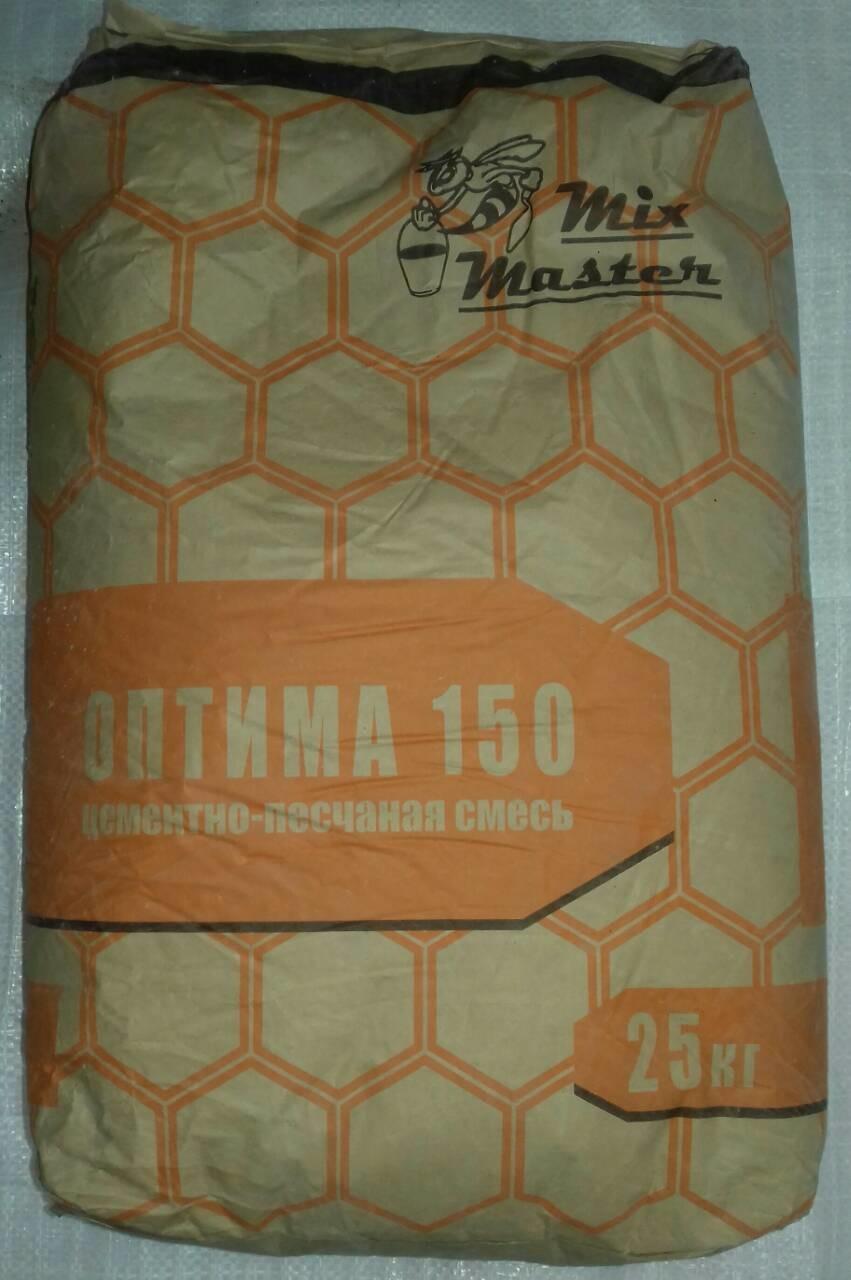 Mix
Master
ОПТИМА 150
цементно-песчаная смесь
25кг